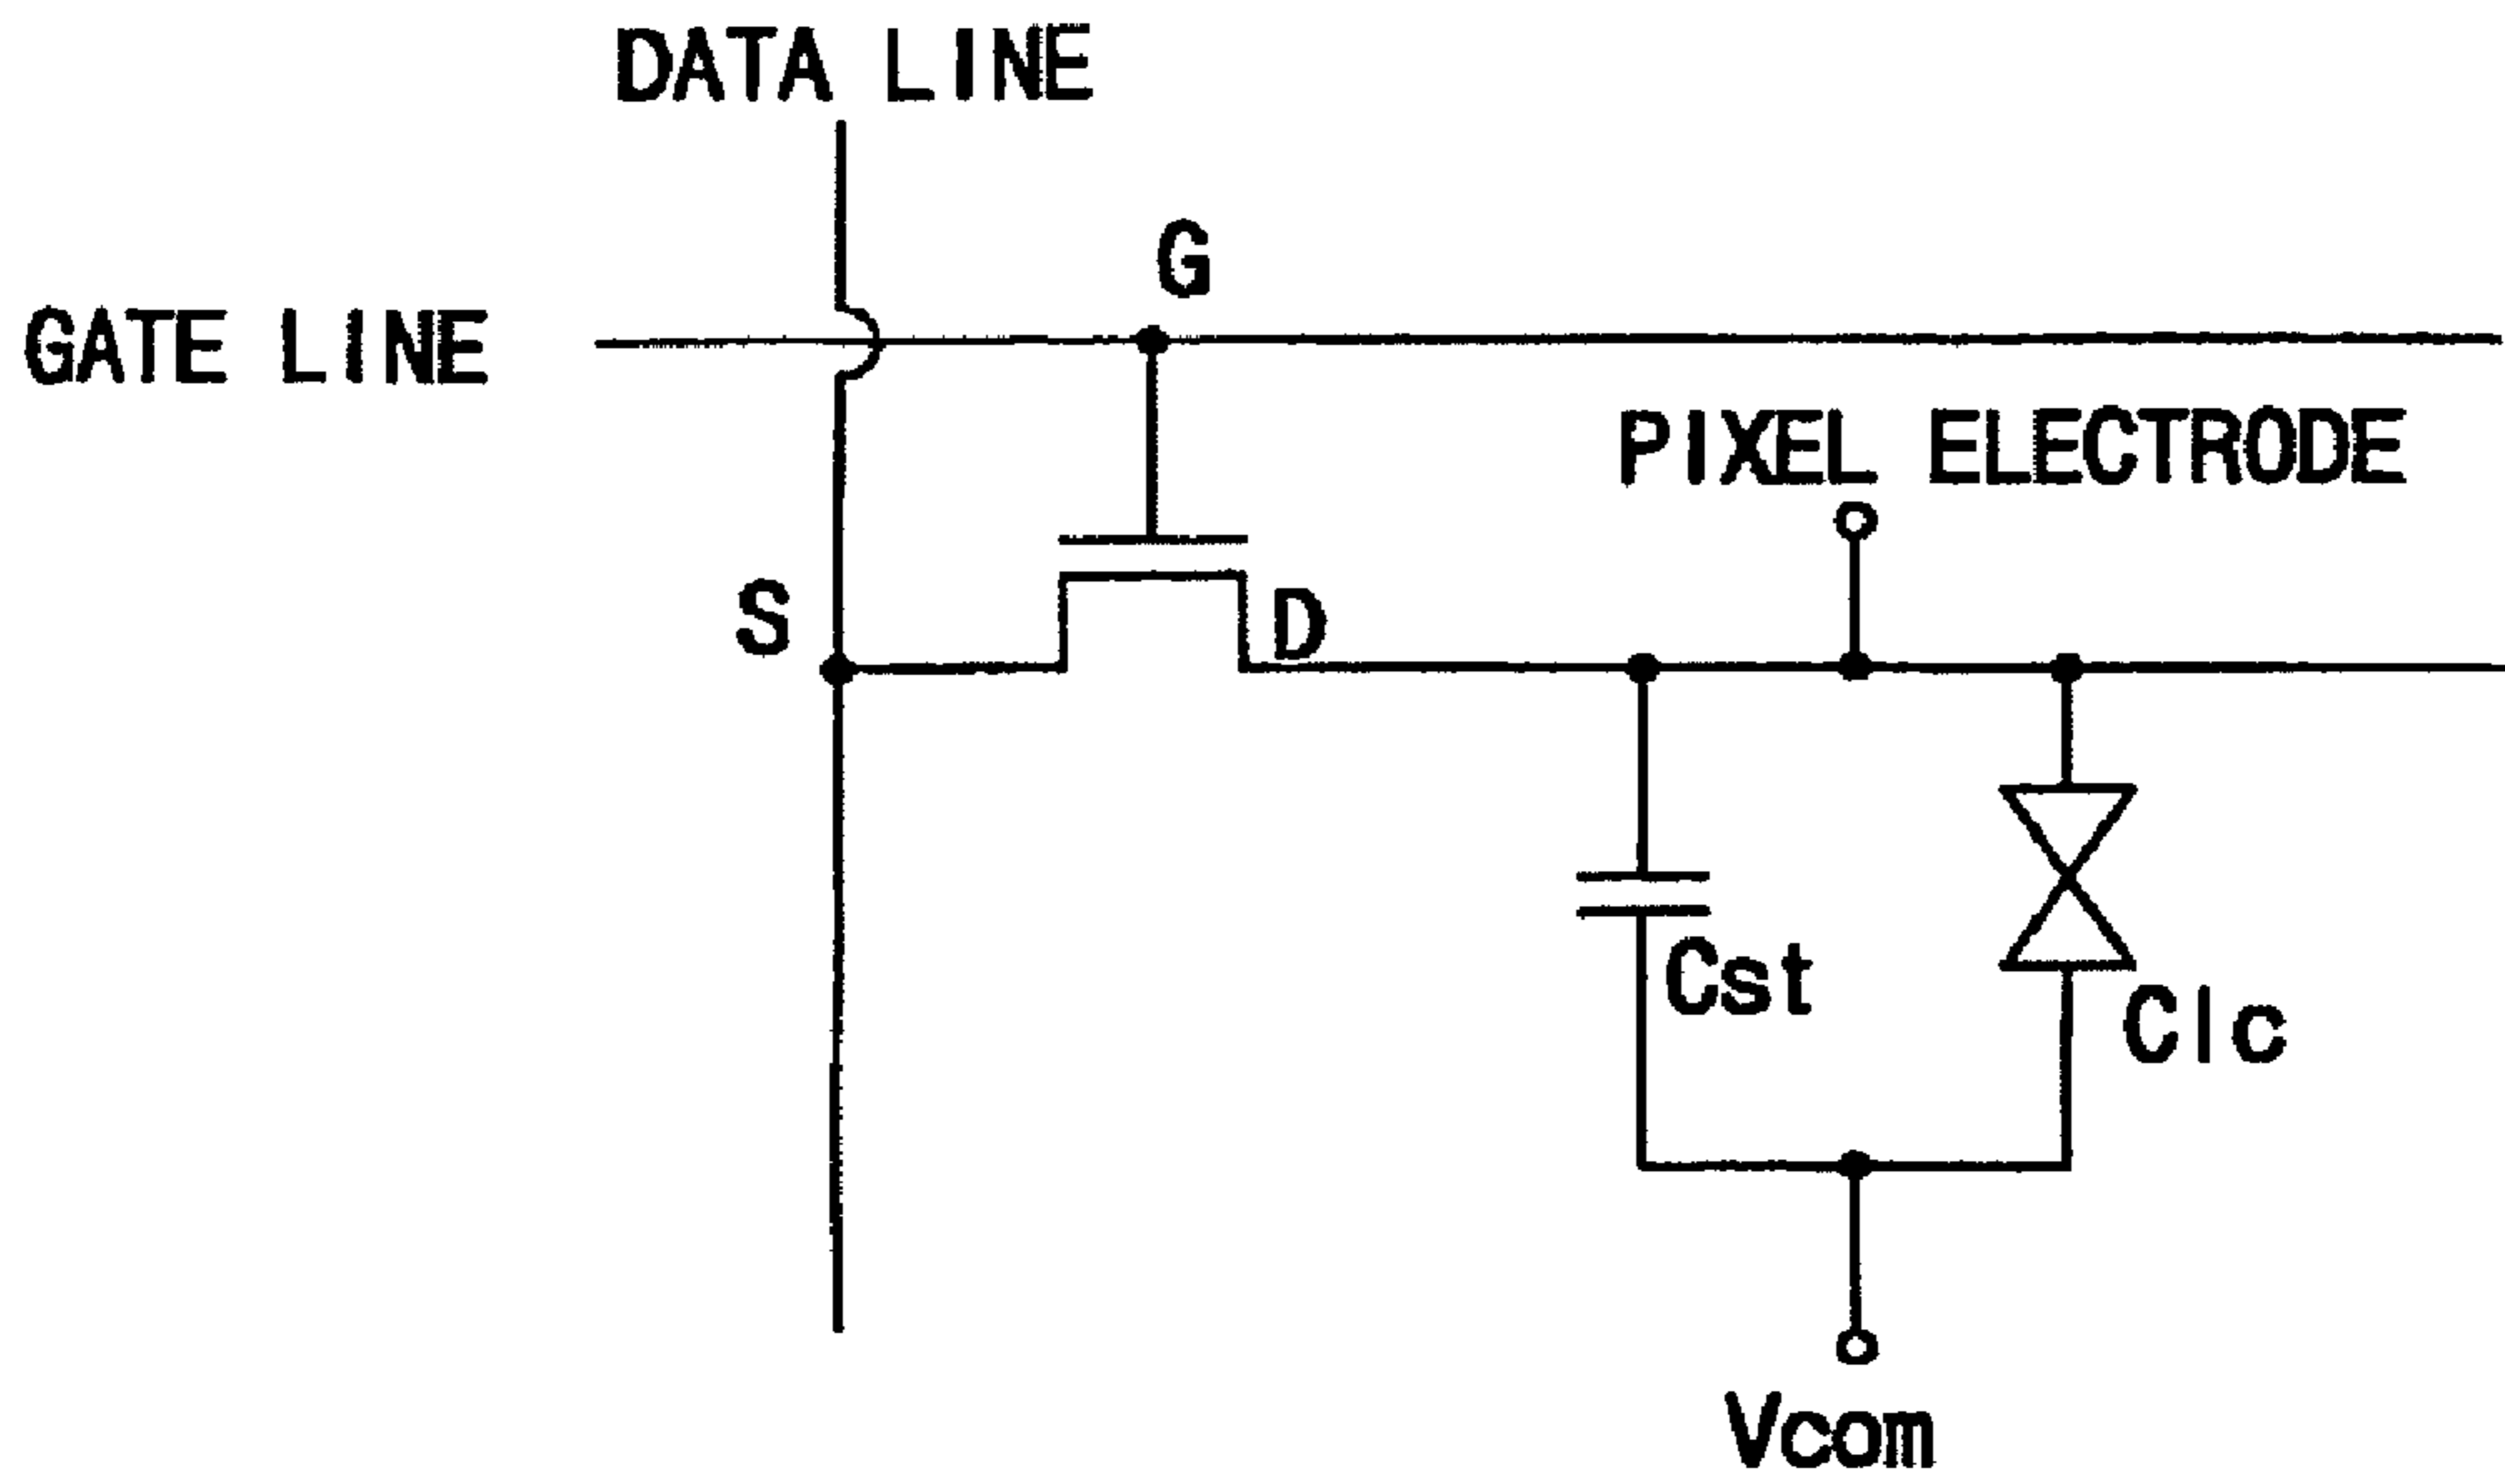 DATA LINE
G
GATE LINE
PIXEL ELECTRODE
S
D
Cst
Clc
Vcom